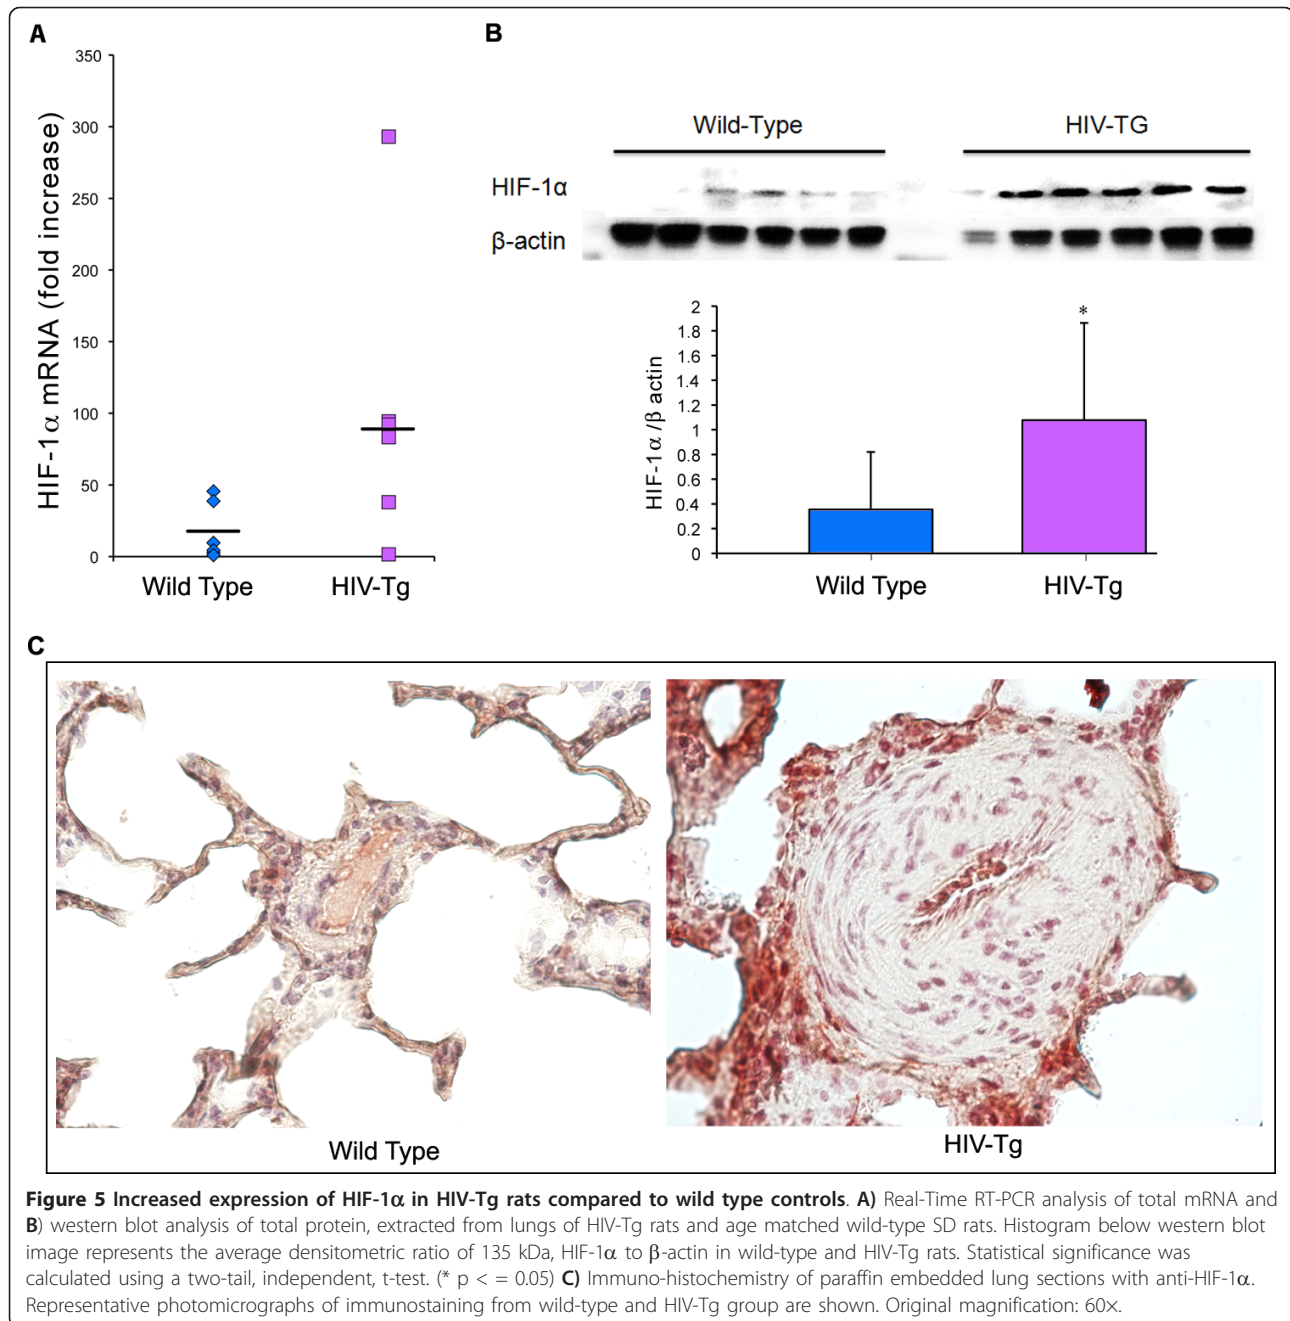 A
350
300
250
200
150
100
50
0
HIF-1α mRNA (fold increase)
Wild Type
HIV-Tg
B
Wild-Type
HIV-TG
HIF-1α
β-actin
2
1.8
1.6
1.4
1.2
1
0.8
0.6
0.4
0.2
0
HIF-1α /β actin
*
Wild Type
HIV-Tg
C
Wild Type
HIV-Tg
Figure 5 Increased expression of HIF-1α in HIV-Tg rats compared to wild type controls. A) Real-Time RT-PCR analysis of total mRNA and
B) western blot analysis of total protein, extracted from lungs of HIV-Tg rats and age matched wild-type SD rats. Histogram below western blot
image represents the average densitometric ratio of 135 kDa, HIF-1α to β-actin in wild-type and HIV-Tg rats. Statistical significance was
calculated using a two-tail, independent, t-test. (* p < = 0.05) C) Immuno-histochemistry of paraffin embedded lung sections with anti-HIF-1α.
Representative photomicrographs of immunostaining from wild-type and HIV-Tg group are shown. Original magnification: 60×.